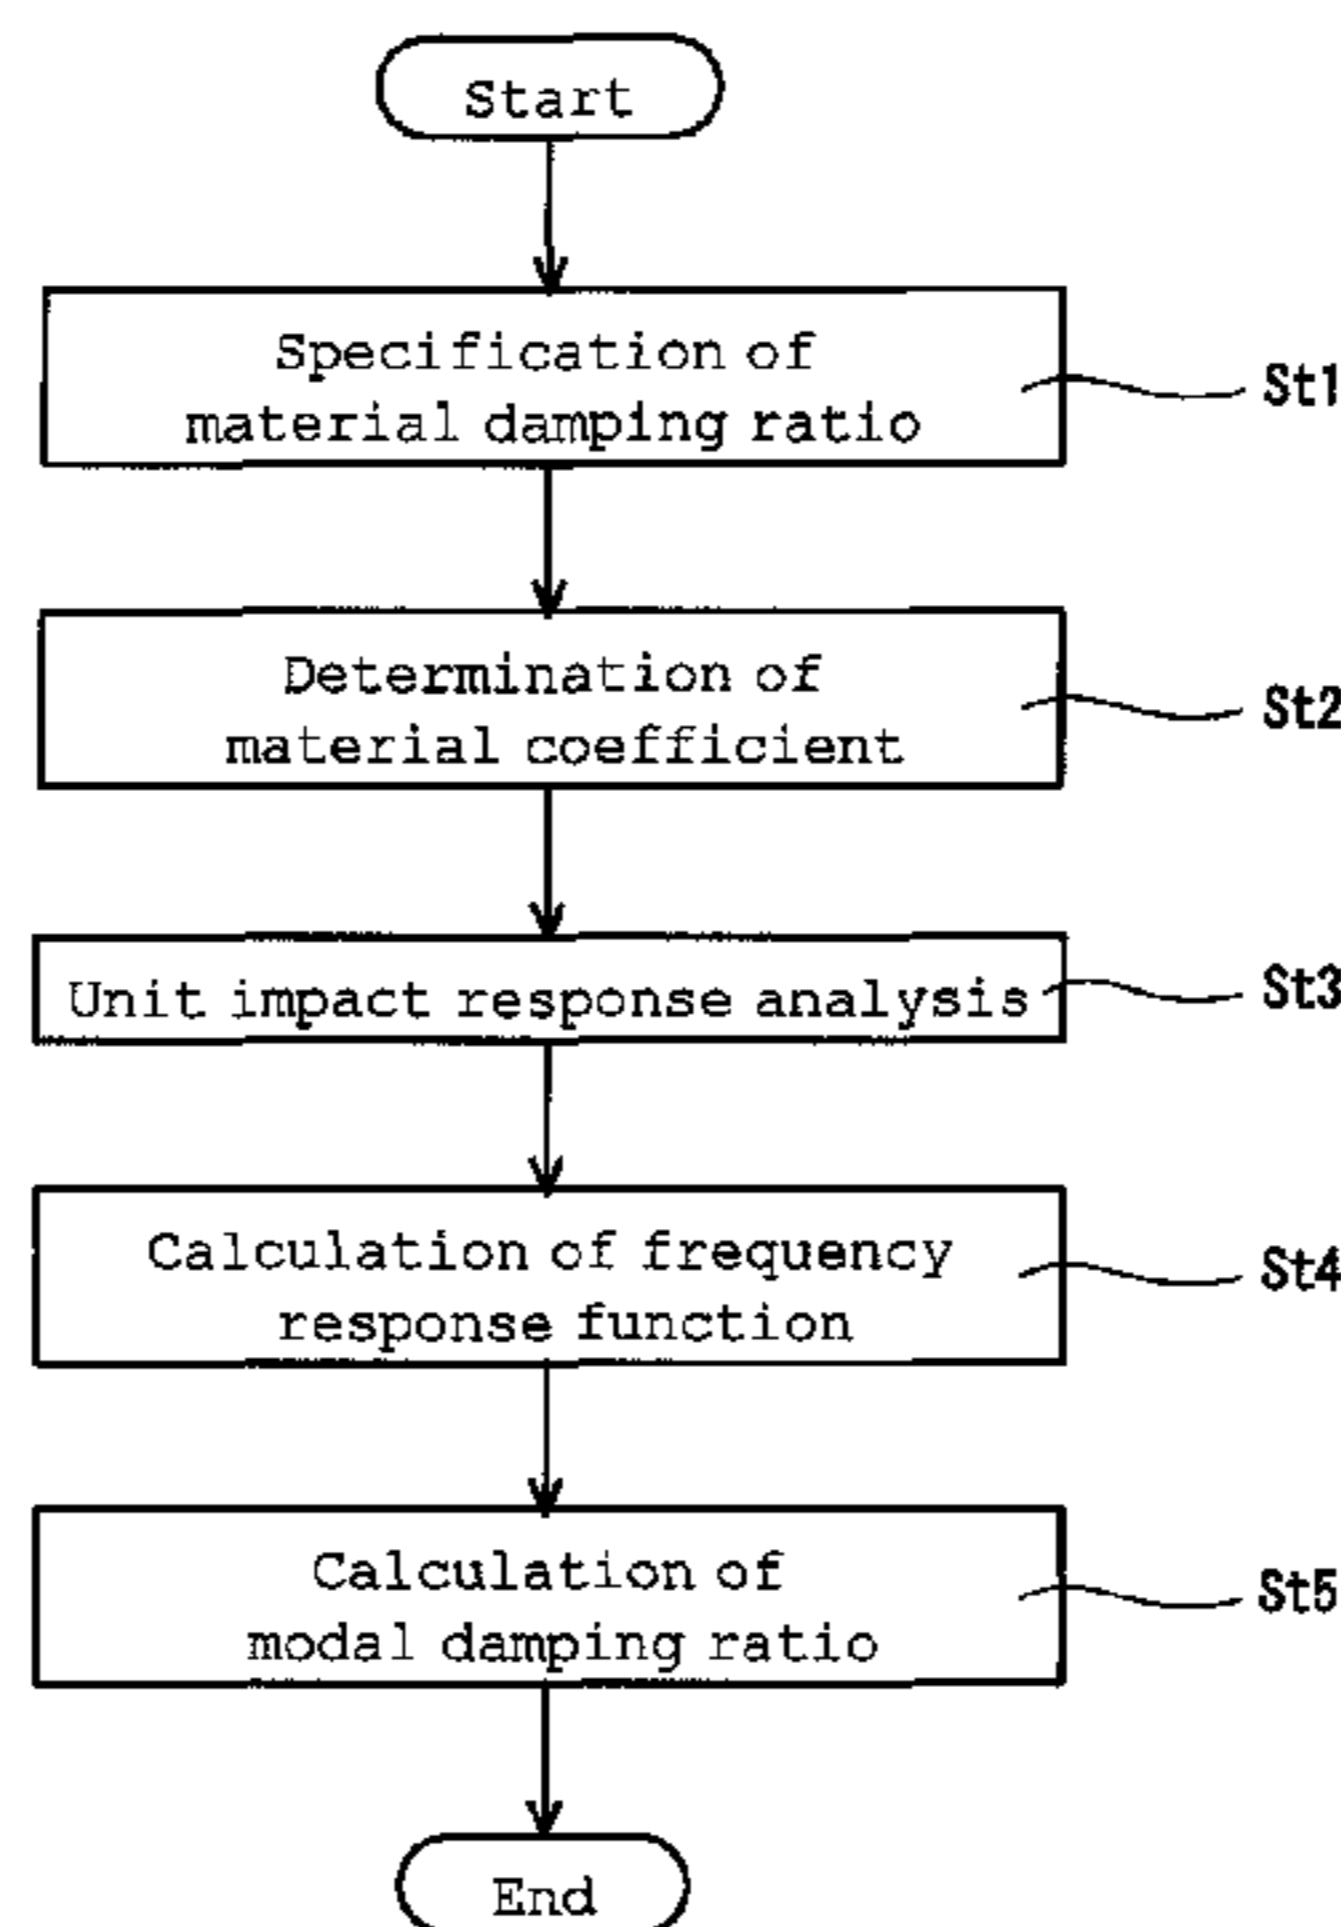 Start
Specification of
material damping ratio
St1
Determination of
material coefficient
St2
Unit impact response analysis
St3
Calculation of frequency
response function
St4
Calculation of
modal damping ratio
St5
End